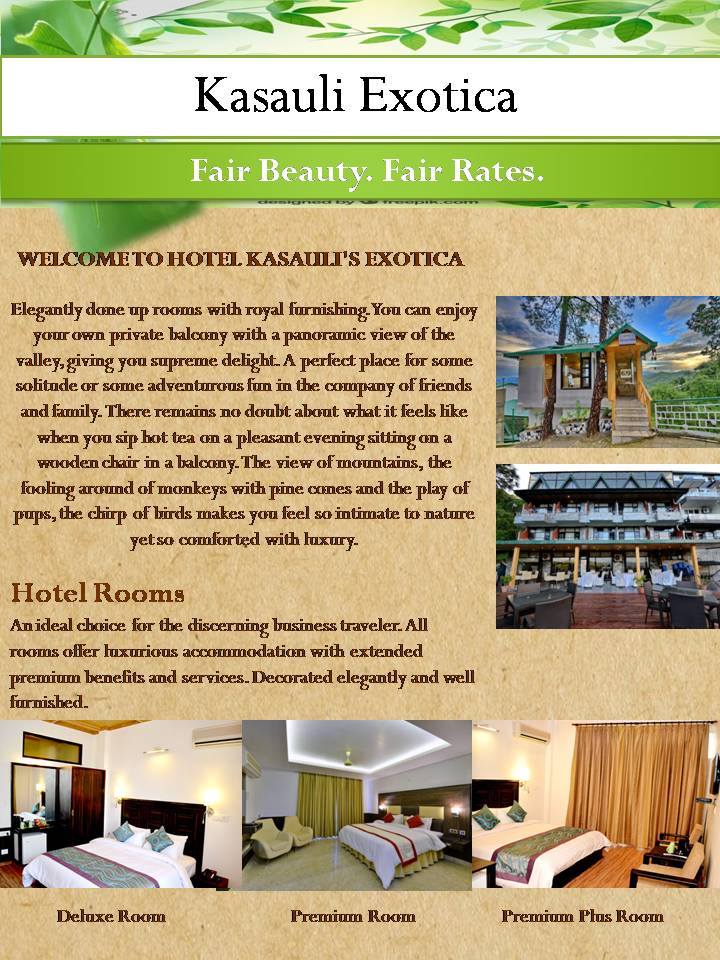 Kasauli Exotica
Fair Beauty. Fair Rates.
designed by freepik.com
WELCOME TO HOTEL KASAULI'S EXOTICA
Elegantly done up rooms with royal furnishing. You can enjoy
your own private balcony with a panoramic view of the
valley, giving you supreme delight. A perfect place for some
solitude or some adventurous fun in the company of friends
and family. There remains no doubt about what it feels like
when you sip hot tea on a pleasant evening sitting on a
wooden chair in a balcony. The view of mountains, the
fooling around of monkeys with pine cones and the play of
pups, the chirp of birds makes you feel so intimate to nature
yet so comforted with luxury.
Hotel Rooms
An ideal choice for the discerning business traveler. All
rooms offer luxurious accommodation with extended
premium benefits and services. Decorated elegantly and well
furnished.
Deluxe Room
Premium Room
Premium Plus Room